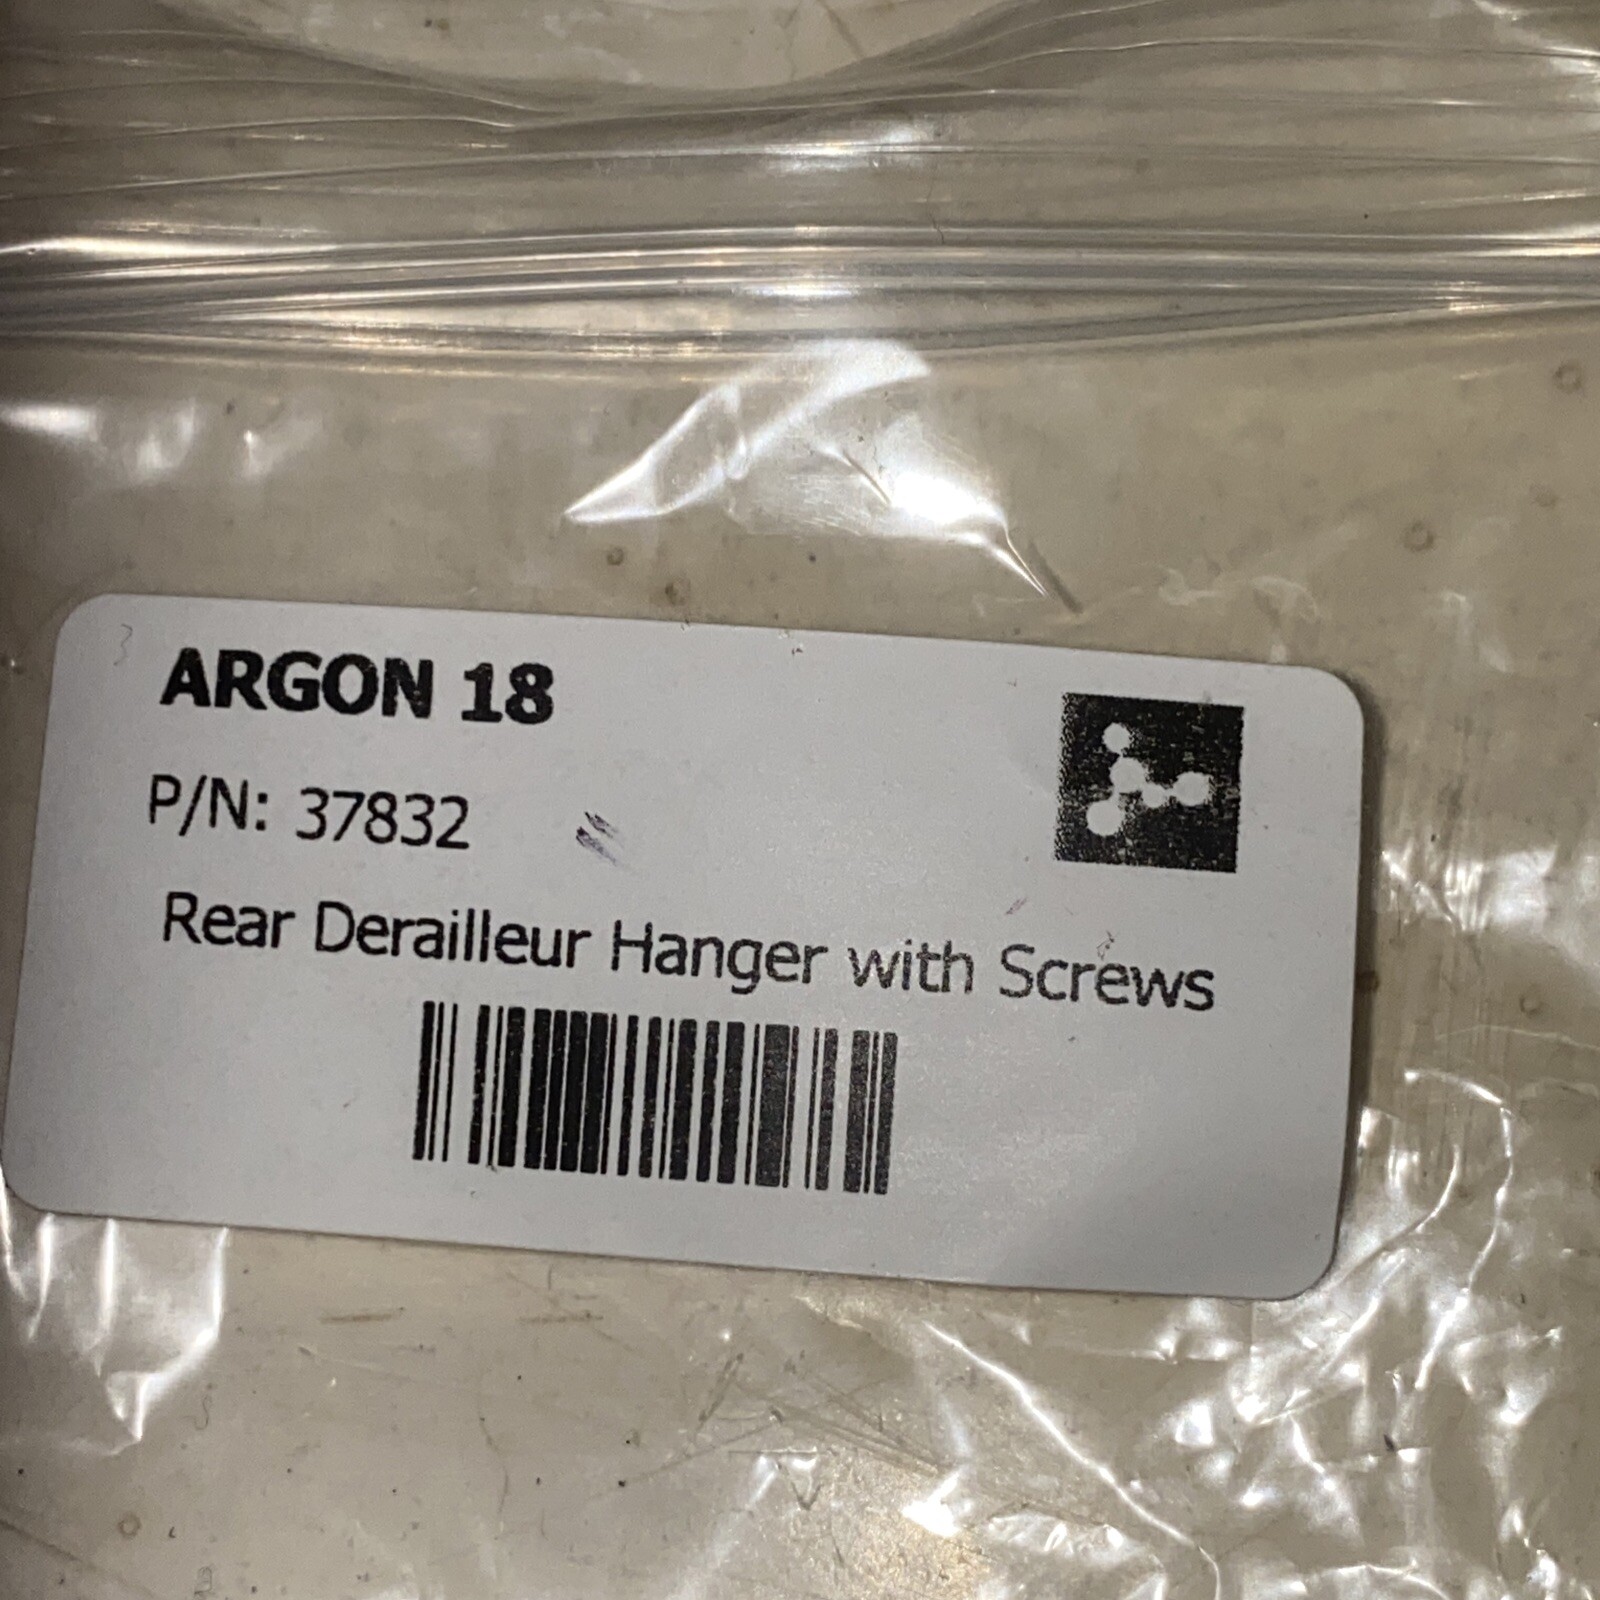 ARGON 18
P/N: 37832
Rear Derailleur Hanger with Screws